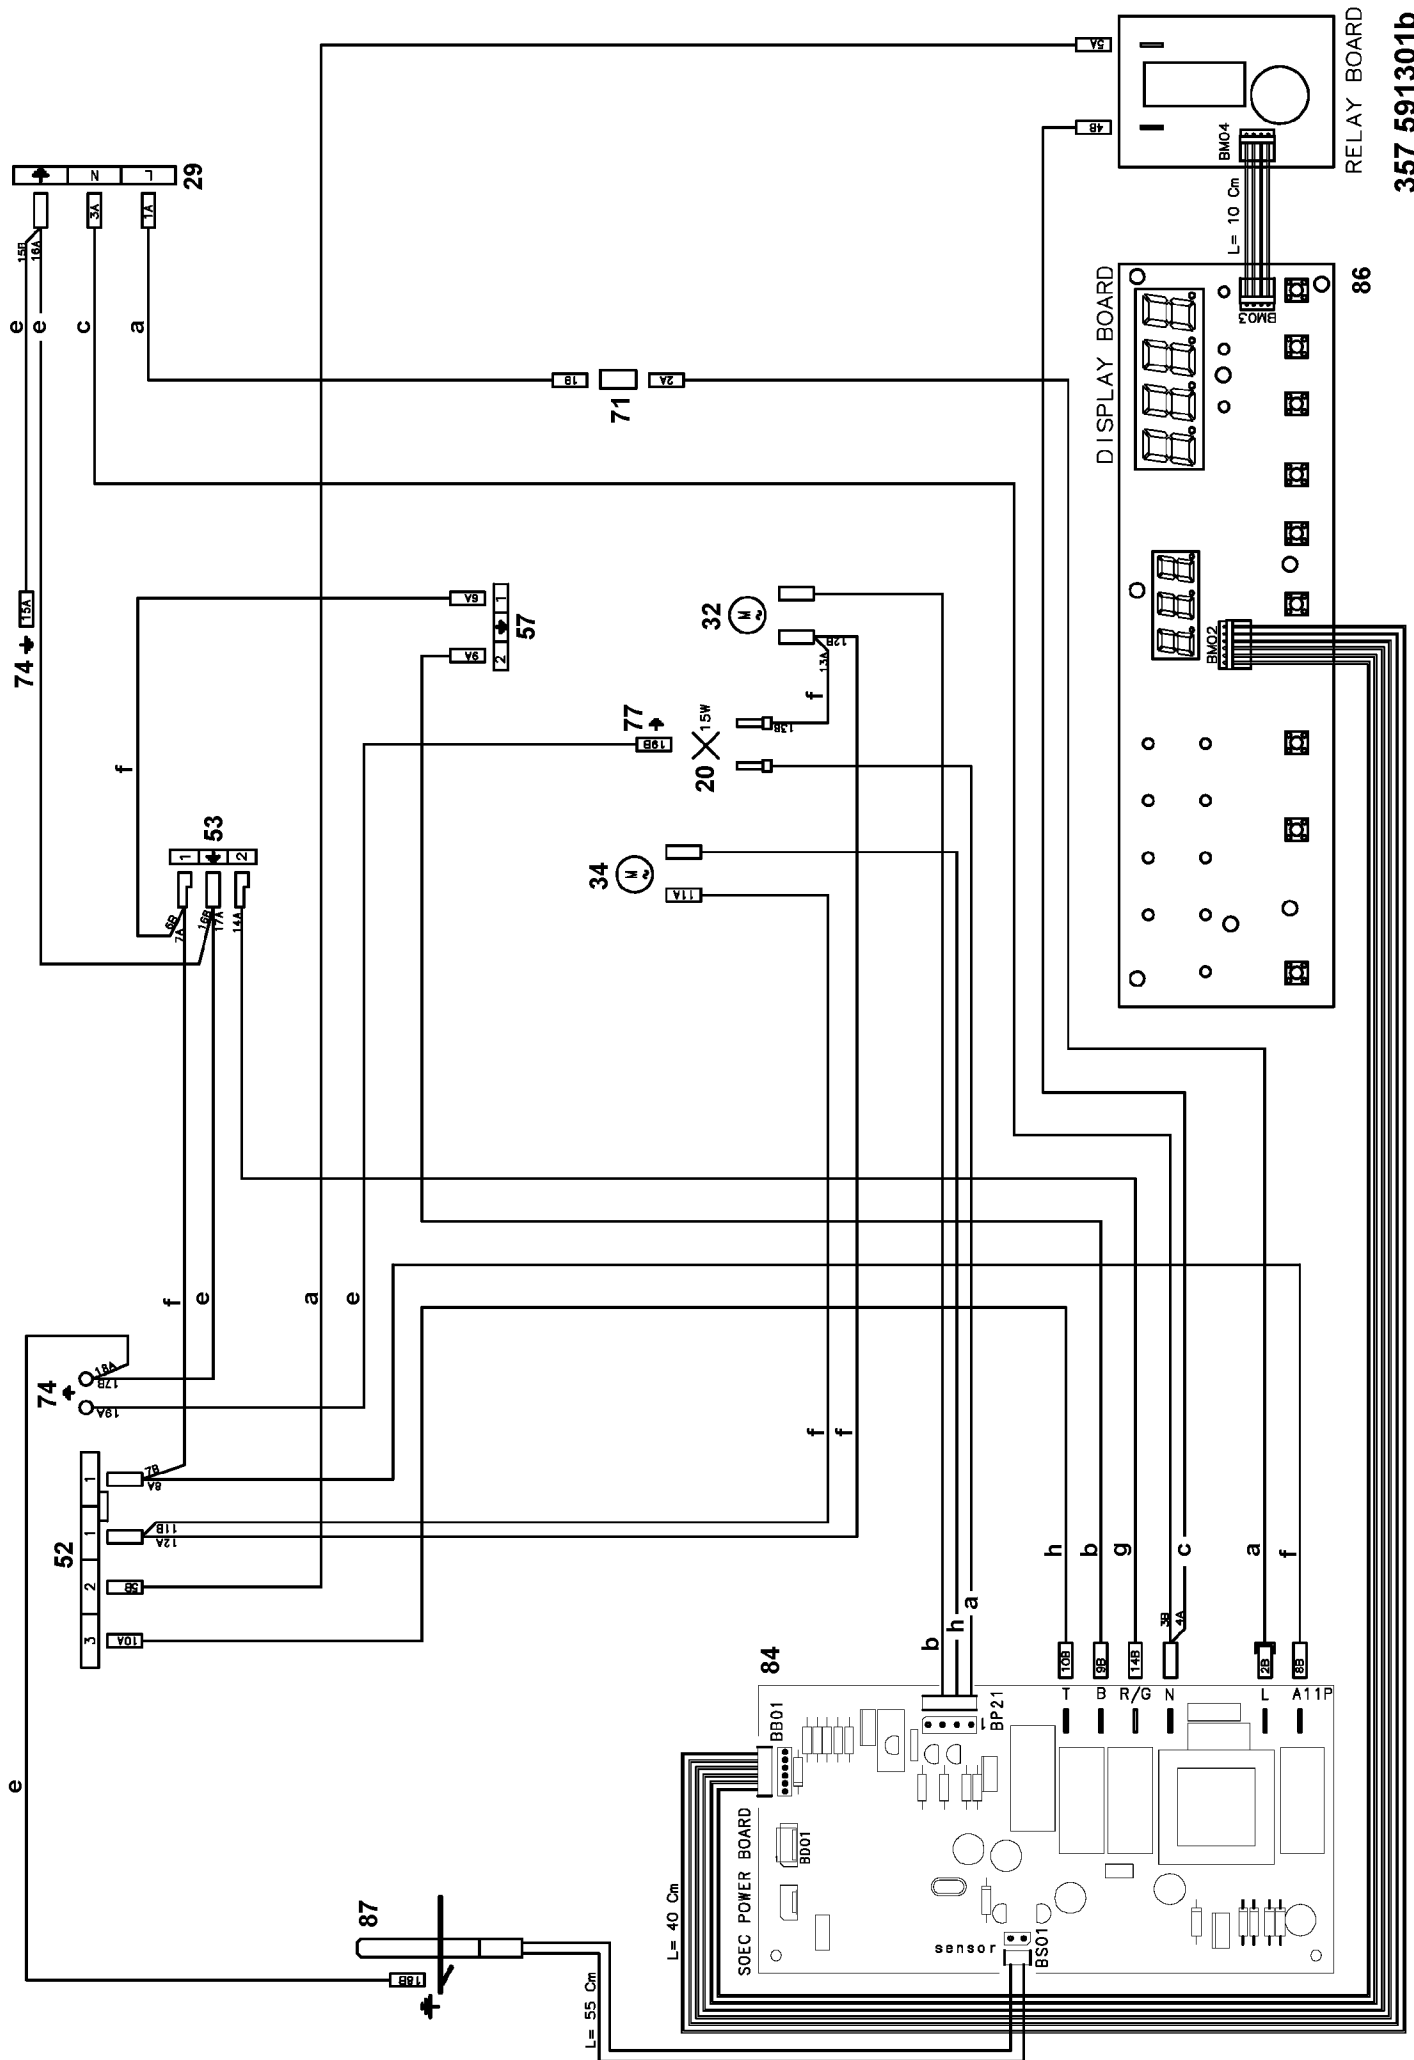 357 591301b
RELAY BOARD
5A
4B
BM04
L= 10 Cm
86
DISPLAY BOARD
BM03
BM02
29
N
L
3A
1A
15B
16A
e
e
c
a
1B
2A
71
15A
74
f
6A
9A
1
2
57
32
M
12B
13A
f
13B
15W
77
19B
20
34
M
11A
53
1
2
6B
7A
16B
17A
14A
f
e
a
e
74
18A
17B
19A
52
1
1
2
3
7B
8A
11B
12A
5B
10A
f
f
h
b
g
c
a
f
b
h
a
3B
4A
10B
9B
14B
2B
8B
T
B
R/G
N
L
A11P
84
BB01
BP21
1
BD01
SOEC POWER BOARD
L= 40 Cm
sensor
BS01
e
87
18B
L= 55 Cm